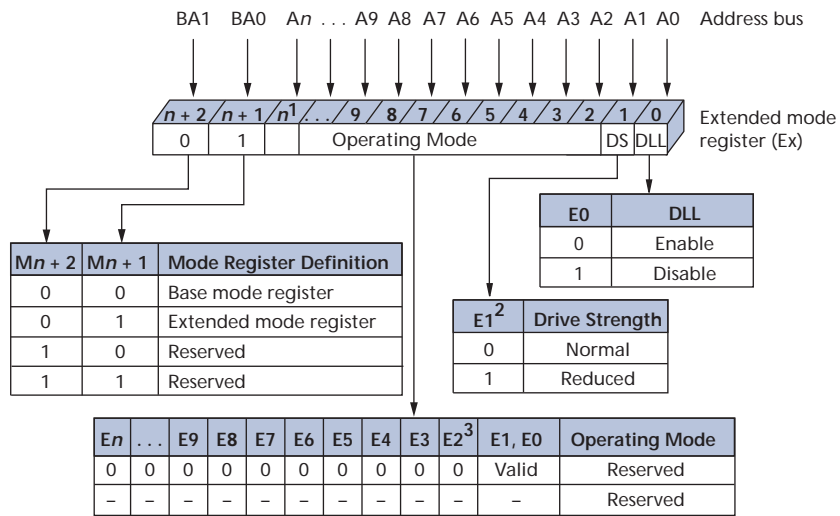 BA1 BA0 An . . . A9 A8 A7 A6 A5 A4 A3 A2 A1 A0 Address bus
n + 2 n + 1 n1 . . . 9 8 7 6 5 4 3 2 1 0
Extended mode
register (Ex)
0 1 Operating Mode DS DLL
E0 DLL
0 Enable
1 Disable
Mn + 2 Mn + 1 Mode Register Definition
0 0 Base mode register
0 1 Extended mode register
1 0 Reserved
1 1 Reserved
E1² Drive Strength
0 Normal
1 Reduced
En . . . E9 E8 E7 E6 E5 E4 E3 E2³ E1, E0 Operating Mode
0 0 0 0 0 0 0 0 0 0 Valid Reserved
– – – – – – – – – – – Reserved